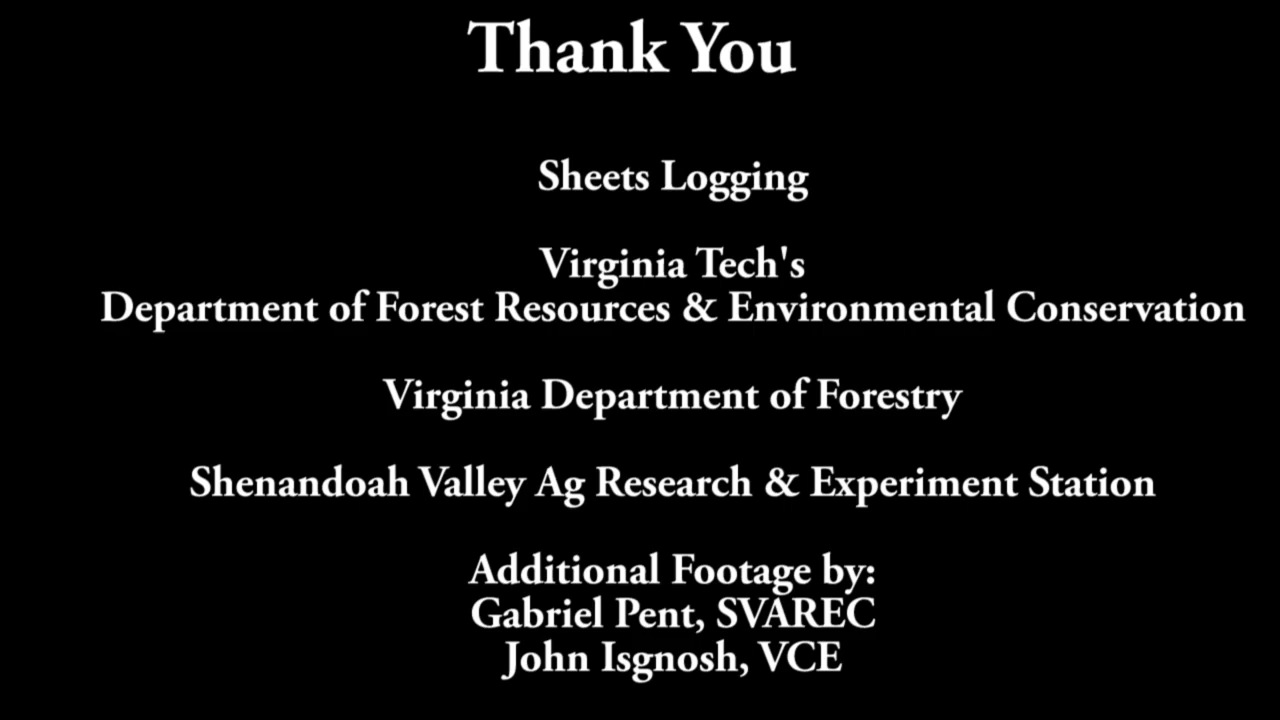 Thank You
Sheets Logging
Virginia Tech's
Department of Forest Resources & Environmental Conservation
Virginia Department of Forestry
Shenandoah Valley Ag Research & Experiment Station
Additional Footage by:
Gabriel Pent, SVAREC
John Isgnosh, VCE